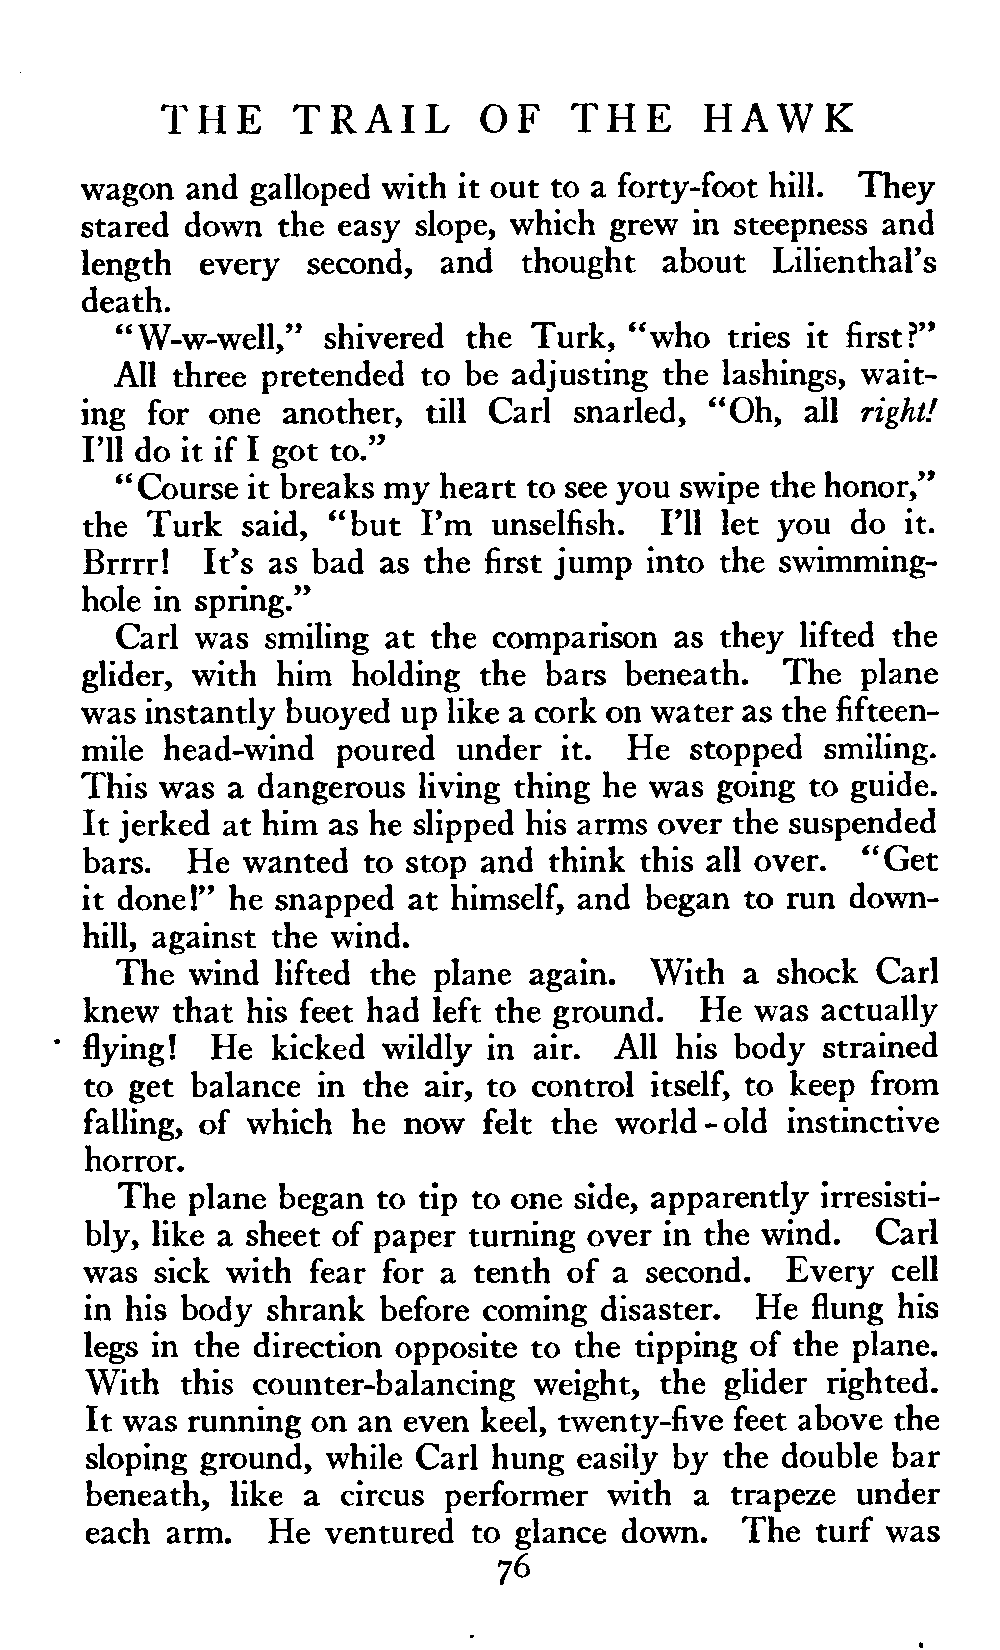 THE TRAIL OF THE HAWK
wagon and galloped with it out to a forty-foot hill. They
stared down the easy slope, which grew in steepness and
length every second, and thought about Lilienthal's
death.
"W-w-well," shivered the Turk, "who tries it first?"
All three pretended to be adjusting the lashings, wait-
ing for one another, till Carl snarled, "Oh, all right!
I'll do it if I got to."
"Course it breaks my heart to see you swipe the honor,"
the Turk said, "but I'm unselfish. I'll let you do it.
Brrrr! It's as bad as the first jump into the swimming-
hole in spring."
Carl was smiling at the comparison as they lifted the
glider, with him holding the bars beneath. The plane
was instantly buoyed up like a cork on water as the fifteen-
mile head-wind poured under it. He stopped smiling.
This was a dangerous living thing he was going to guide.
It jerked at him as he slipped his arms over the suspended
bars. He wanted to stop and think this all over. "Get
it done!" he snapped at himself, and began to run down-
hill, against the wind.
The wind lifted the plane again. With a shock Carl
knew that his feet had left the ground. He was actually
flying! He kicked wildly in air. All his body strained
to get balance in the air, to control itself, to keep from
falling, of which he now felt the world-old instinctive
horror.
The plane began to tip to one side, apparently irresisti-
bly, like a sheet of paper turning over in the wind. Carl
was sick with fear for a tenth of a second. Every cell
in his body shrank before coming disaster. He flung his
legs in the direction opposite to the tipping of the plane.
With this counter-balancing weight, the glider righted.
It was running on an even keel, twenty-five feet above the
sloping ground, while Carl hung easily by the double bar
beneath, like a circus performer with a trapeze under
each arm. He ventured to glance down. The turf was
76